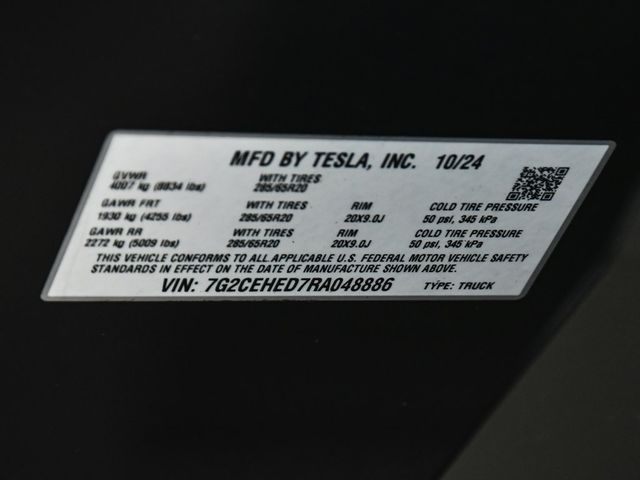 MFD BY TESLA, INC. 10/24
GVWR WITH TIRES
4007 kg (8834 lbs) 285/65R20
GAWR FRT WITH TIRES RIM COLD TIRE PRESSURE
1930 kg (4255 lbs) 285/65R20 20X9.0J 50 psi, 345 kPa
GAWR RR WITH TIRES RIM COLD TIRE PRESSURE
2272 kg (5009 lbs) 285/65R20 20X9.0J 50 psi, 345 kPa
THIS VEHICLE CONFORMS TO ALL APPLICABLE U.S. FEDERAL MOTOR VEHICLE SAFETY
STANDARDS IN EFFECT ON THE DATE OF MANUFACTURE SHOWN ABOVE.
VIN: 7G2CEHED7RA048886 TYPE: TRUCK